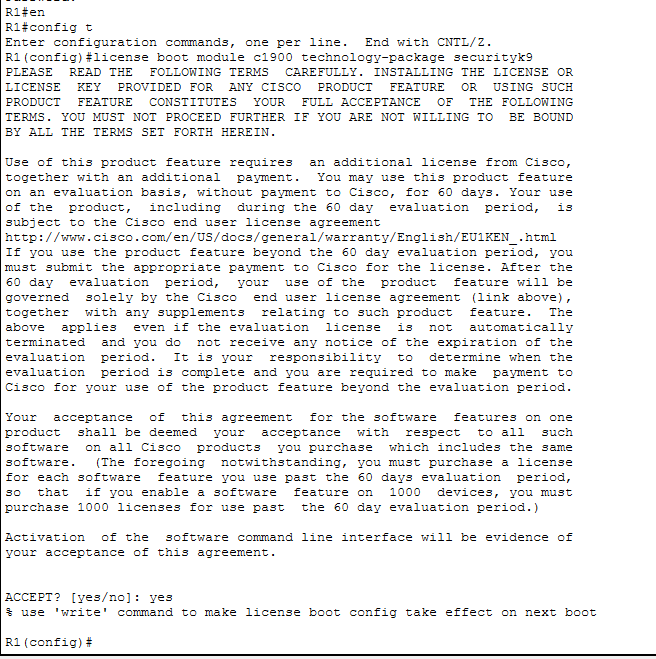 R1#en
R1#config t
Enter configuration commands, one per line.  End with CNTL/Z.
R1(config)#license boot module c1900 technology-package securityk9
PLEASE  READ THE  FOLLOWING TERMS  CAREFULLY. INSTALLING THE LICENSE OR
LICENSE  KEY  PROVIDED FOR  ANY CISCO  PRODUCT  FEATURE  OR  USING SUCH
PRODUCT  FEATURE  CONSTITUTES  YOUR  FULL ACCEPTANCE  OF  THE FOLLOWING
TERMS. YOU MUST NOT PROCEED FURTHER IF YOU ARE NOT WILLING TO  BE BOUND
BY ALL THE TERMS SET FORTH HEREIN.

Use of this product feature requires  an additional license from Cisco,
together with an additional  payment.  You may use this product feature
on an evaluation basis, without payment to Cisco, for 60 days. Your use
of the  product,  including  during the 60 day  evaluation  period,  is
subject to the Cisco end user license agreement
http://www.cisco.com/en/US/docs/general/warranty/English/EU1KEN_.html
If you use the product feature beyond the 60 day evaluation period, you
must submit the appropriate payment to Cisco for the license. After the
60 day  evaluation  period,  your  use of the  product  feature will be
governed  solely by the Cisco  end user license agreement (link above),
together  with any supplements  relating to such product  feature.  The
above  applies  even if the evaluation  license  is  not  automatically
terminated  and you do  not receive any notice of the expiration of the
evaluation  period.  It is your  responsibility  to  determine when the
evaluation  period is complete and you are required to make  payment to
Cisco for your use of the product feature beyond the evaluation period.

Your  acceptance  of  this agreement  for the software  features on one
product  shall be deemed  your  acceptance  with  respect  to all  such
software  on all Cisco  products  you purchase  which includes the same
software.  (The foregoing  notwithstanding, you must purchase a license
for each software  feature you use past the 60 days evaluation  period,
so  that  if you enable a software  feature on  1000  devices, you must
purchase 1000 licenses for use past  the 60 day evaluation period.)

Activation  of the  software command line interface will be evidence of
your acceptance of this agreement.

ACCEPT? [yes/no]: yes
% use 'write' command to make license boot config take effect on next boot

R1(config)#